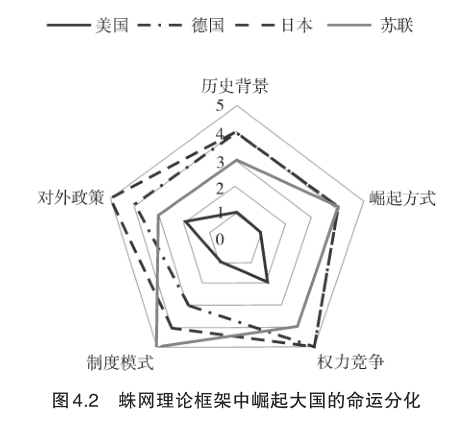 美国 德国 日本 苏联
历史背景
5
4
3
对外政策 崛起方式
2
1
0
制度模式 权力竞争
图4.2 蛛网理论框架中崛起大国的命运分化